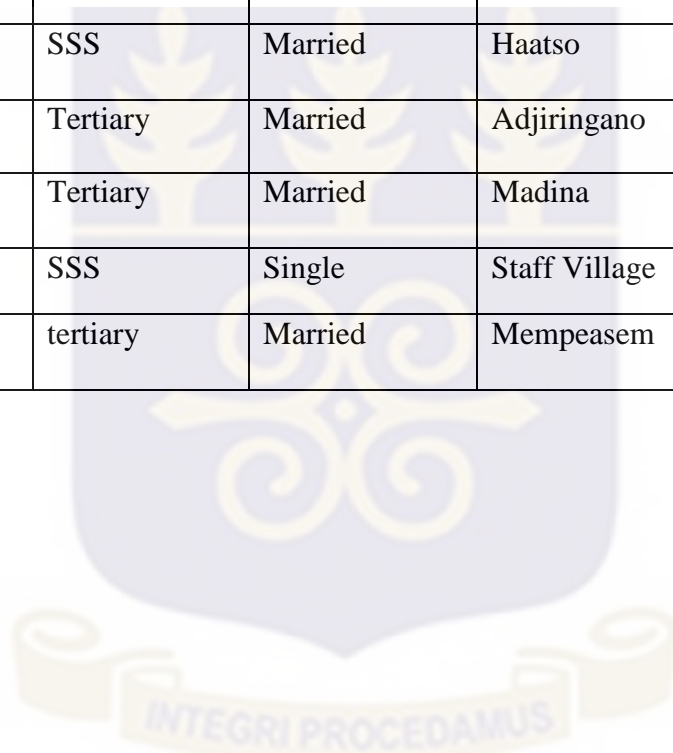 SSS Married Haatso
Tertiary Married Adjiringano
Tertiary Married Madina
SSS Single Staff Village
tertiary Married Mempeasem
INTEGRI PROCEDAMUS